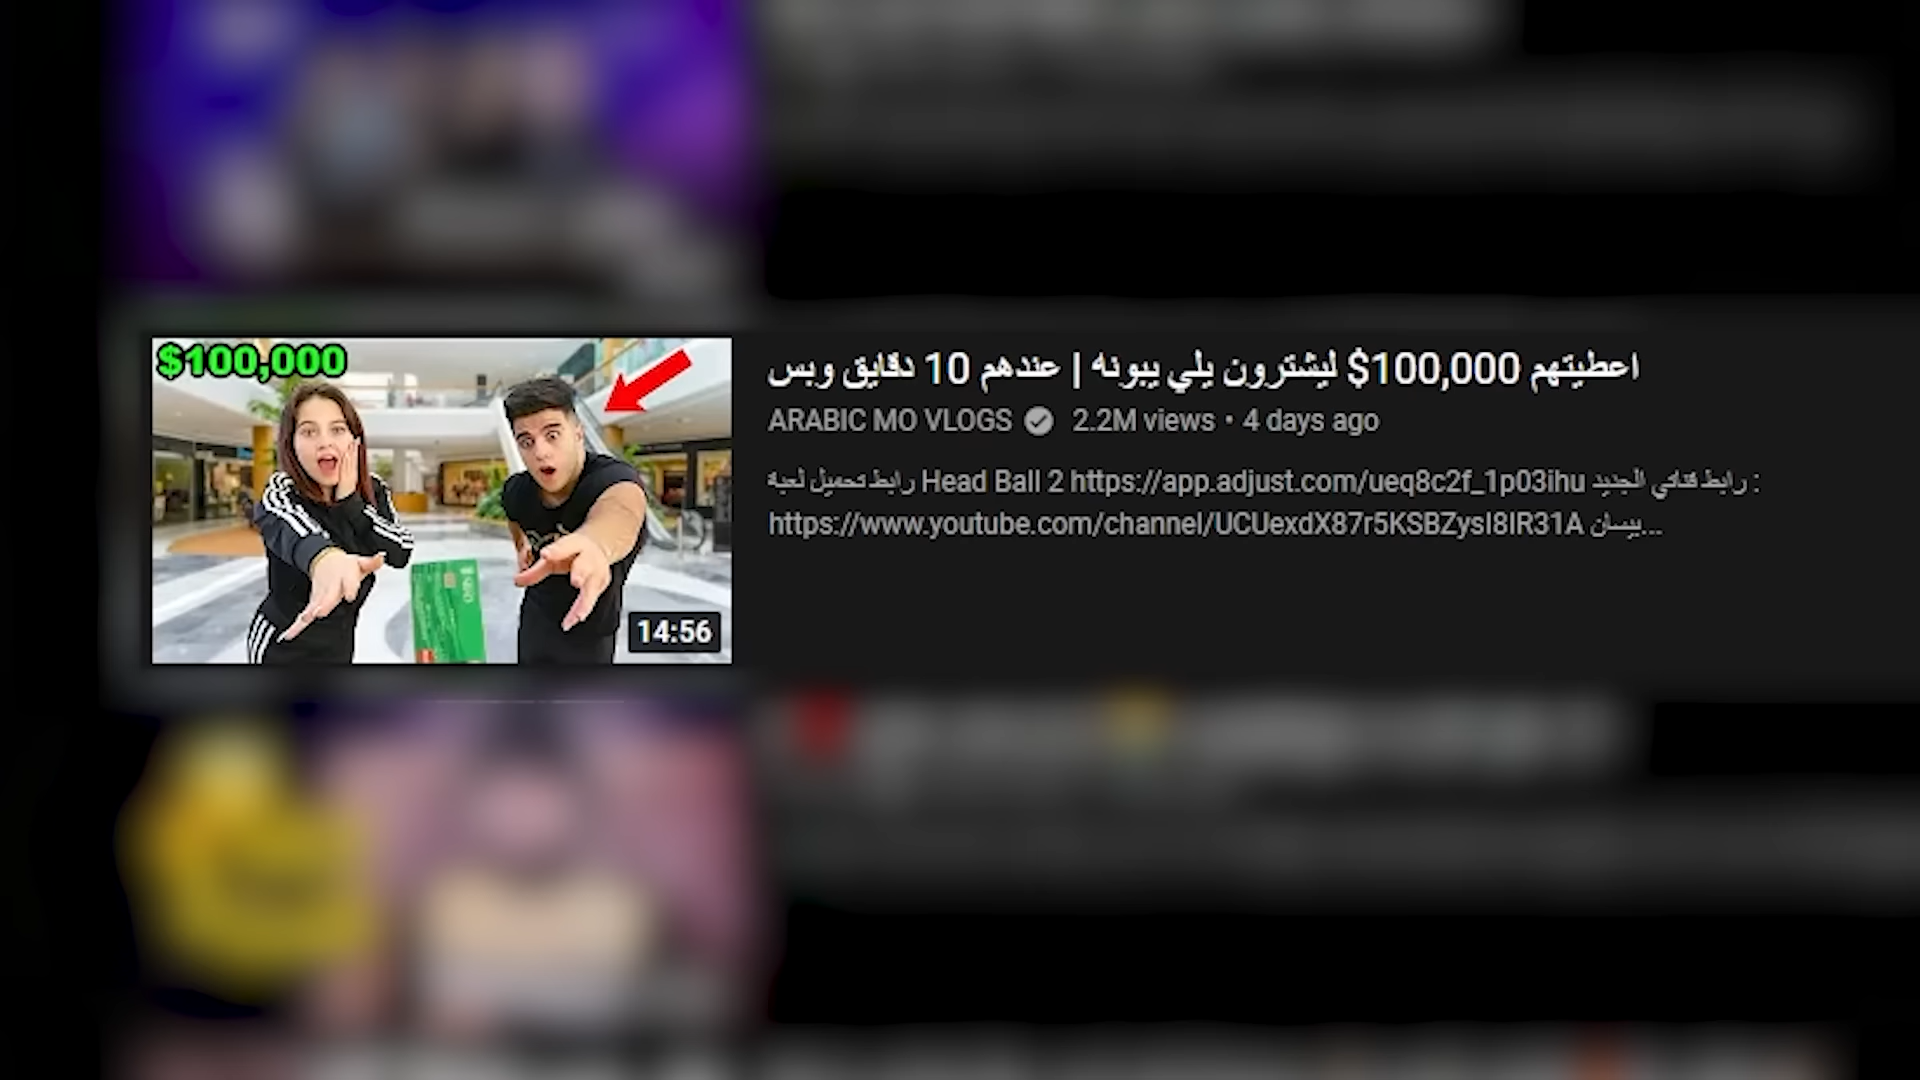 $100,000
14:56
اعطيتهم 100,000$ ليشترون يلي يبونه | عندهم 10 دقايق وبس
ARABIC MO VLOGS 2.2M views • 4 days ago
رابط تحميل لعبة Head Ball 2 https://app.adjust.com/ueq8c2f_1p03ihu رابط قناتي الجديد :
https://www.youtube.com/channel/UCUexdX87r5KSBZysI8IR31A بيسان...